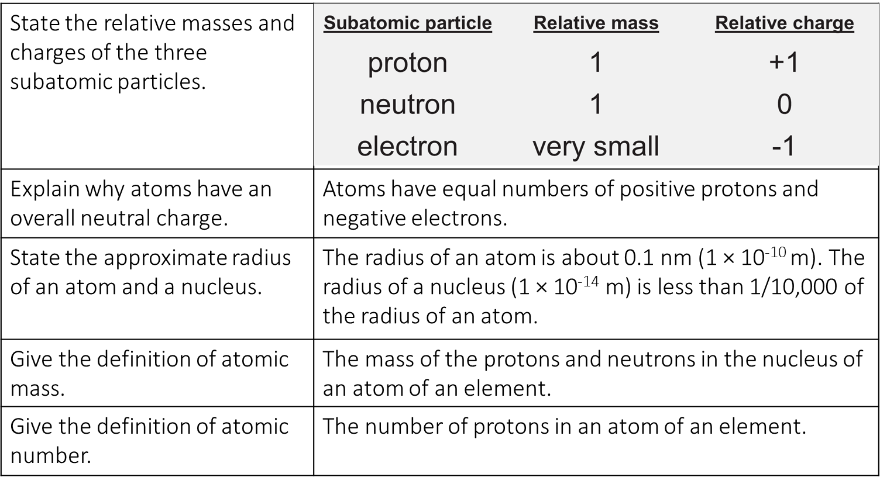 State the relative masses and
charges of the three
subatomic particles.
Subatomic particle Relative mass Relative charge
proton 1 +1
neutron 1 0
electron very small -1
Explain why atoms have an
overall neutral charge.
Atoms have equal numbers of positive protons and
negative electrons.
State the approximate radius
of an atom and a nucleus.
The radius of an atom is about 0.1 nm (1 × 10⁻¹⁰ m). The
radius of a nucleus (1 × 10⁻¹⁴ m) is less than 1/10,000 of
the radius of an atom.
Give the definition of atomic
mass.
The mass of the protons and neutrons in the nucleus of
an atom of an element.
Give the definition of atomic
number.
The number of protons in an atom of an element.